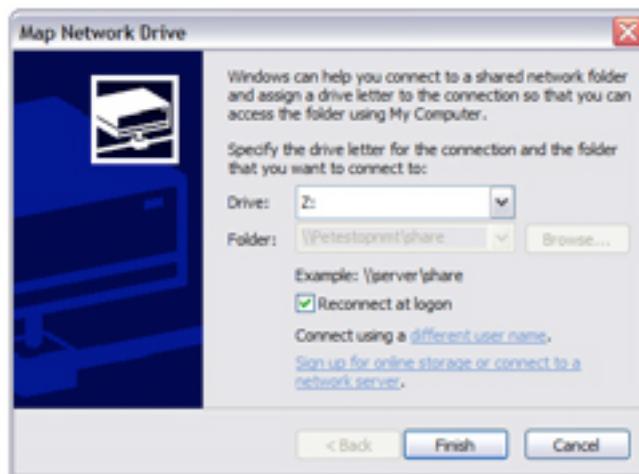 Map Network Drive
Windows can help you connect to a shared network folder
and assign a drive letter to the connection so that you can
access the folder using My Computer.
Specify the drive letter for the connection and the folder
that you want to connect to:
Drive: Z:
Folder: \\Petestopnmt\share Browse...
Example: \\server\share
Reconnect at logon
Connect using a different user name.
Sign up for online storage or connect to a
network server.
< Back Finish Cancel